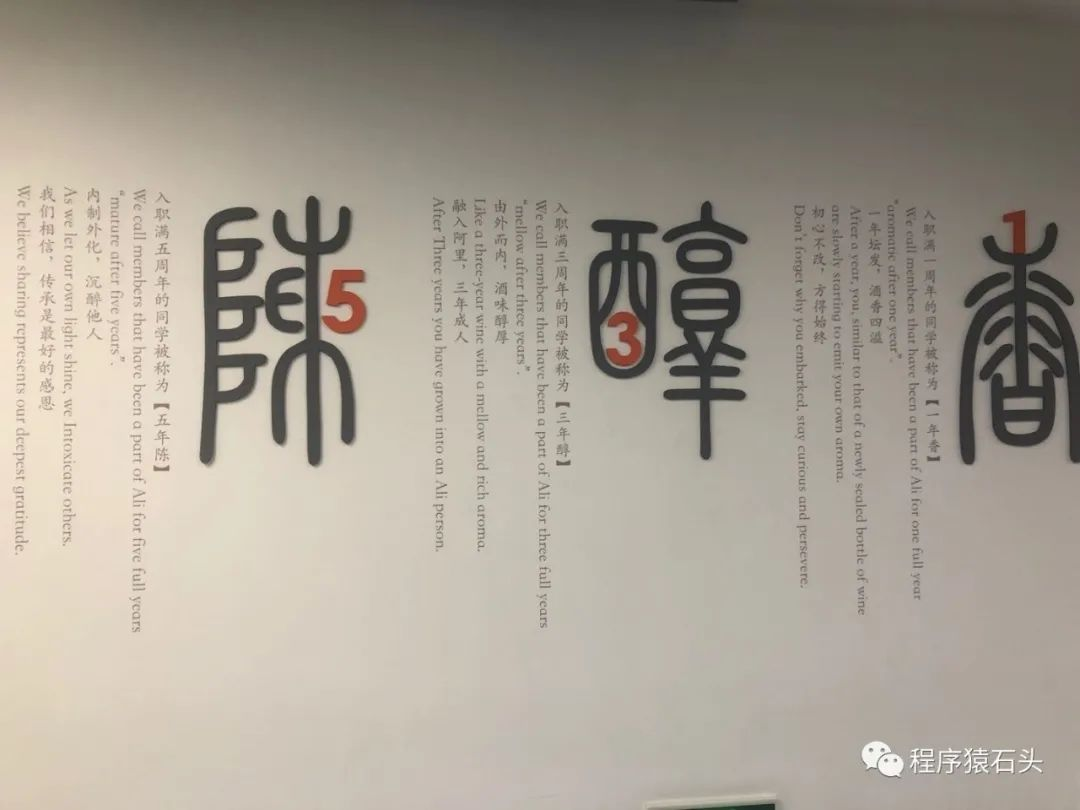 香
1
入职满一周年的同学被称为【一年香】
We call members that have been a part of Ali for one full year
"aromatic after one year".
一年坛发，酒香四溢
After a year, you, similar to that of a newly sealed bottle of wine
are slowly starting to emit your own aroma.
初心不改，方得始终
Don't forget why you embarked, stay curious and persevere.
醇
3
入职满三周年的同学被称为【三年醇】
We call members that have been a part of Ali for three full years
"mellow after three years".
由外而内，酒味醇厚
Like a three-year wine with a mellow and rich aroma.
融入阿里，三年成人
After Three years you have grown into an Ali person.
陳
5
入职满五周年的同学被称为【五年陈】
We call members that have been a part of Ali for five full years
"mature after five years".
内制外化，沉醉他人
As we let our own light shine, we Intoxicate others.
我们相信，传承是最好的感恩
We believe sharing represents our deepest gratitude.
程序猿石头